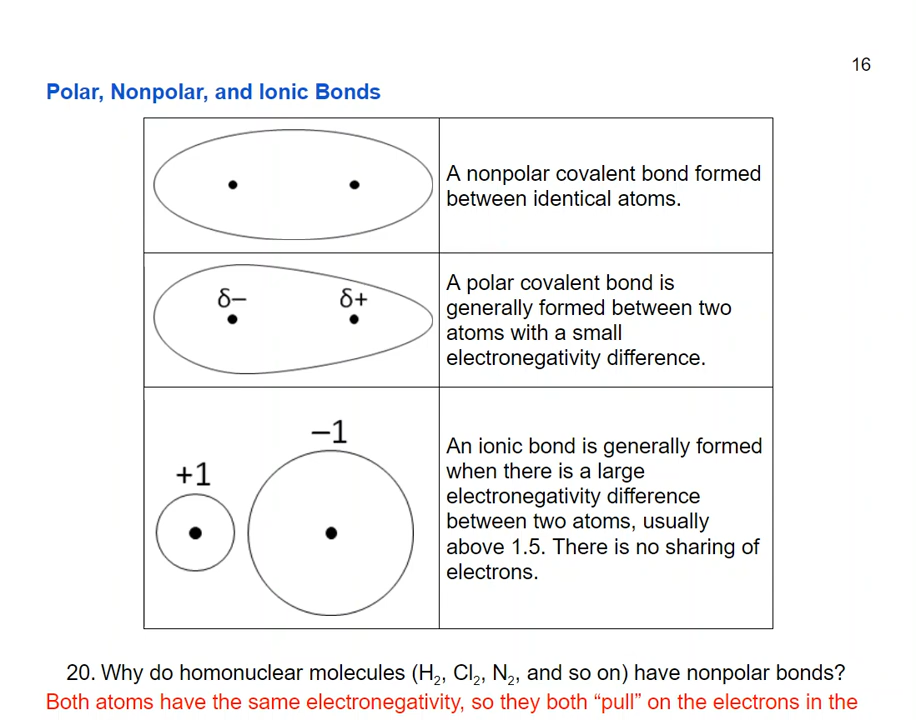 16
Polar, Nonpolar, and Ionic Bonds
A nonpolar covalent bond formed
between identical atoms.
δ– δ+
A polar covalent bond is
generally formed between two
atoms with a small
electronegativity difference.
+1
–1
An ionic bond is generally formed
when there is a large
electronegativity difference
between two atoms, usually
above 1.5. There is no sharing of
electrons.
20. Why do homonuclear molecules (H₂, Cl₂, N₂, and so on) have nonpolar bonds?
Both atoms have the same electronegativity, so they both “pull” on the electrons in the